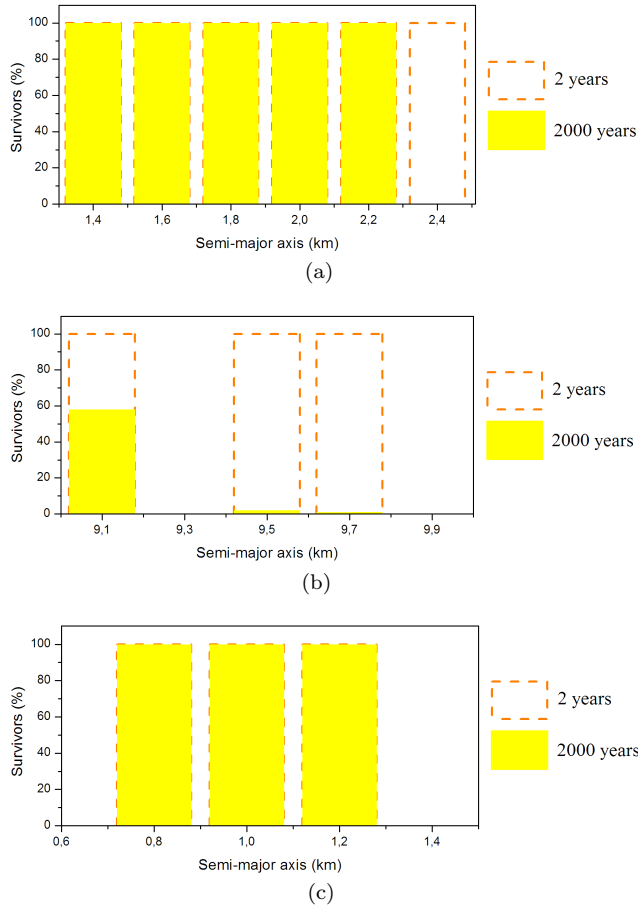 100
80
60
40
20
0
Survivors (%)
1,4 1,6 1,8 2,0 2,2 2,4
Semi-major axis (km)
2 years
2000 years
(a)
100
80
60
40
20
0
Survivors (%)
9,1 9,3 9,5 9,7 9,9
Semi-major axis (km)
2 years
2000 years
(b)
100
80
60
40
20
0
Survivors (%)
0,6 0,8 1,0 1,2 1,4
Semi-major axis (km)
2 years
2000 years
(c)